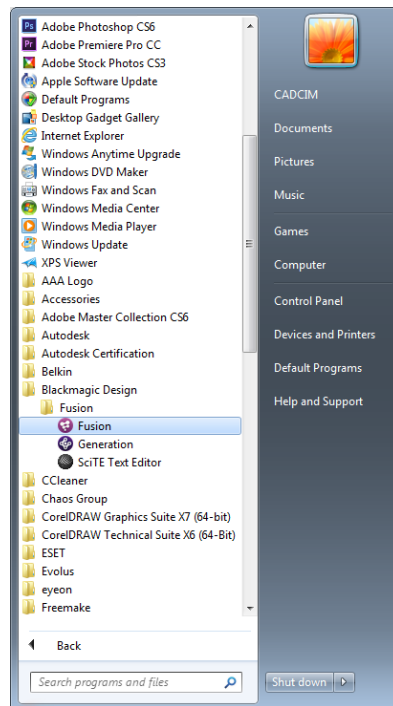 Adobe Photoshop CS6
Adobe Premiere Pro CC
Adobe Stock Photos CS3
Apple Software Update
Default Programs
Desktop Gadget Gallery
Internet Explorer
Windows Anytime Upgrade
Windows DVD Maker
Windows Fax and Scan
Windows Media Center
Windows Media Player
Windows Update
XPS Viewer
AAA Logo
Accessories
Adobe Master Collection CS6
Autodesk
Autodesk Certification
Belkin
Blackmagic Design
Fusion
Fusion
Generation
SciTE Text Editor
CCleaner
Chaos Group
CorelDRAW Graphics Suite X7 (64-bit)
CorelDRAW Technical Suite X6 (64-Bit)
ESET
Evolus
eyeon
Freemake
Back
Search programs and files
CADCIM
Documents
Pictures
Music
Games
Computer
Control Panel
Devices and Printers
Default Programs
Help and Support
Shut down